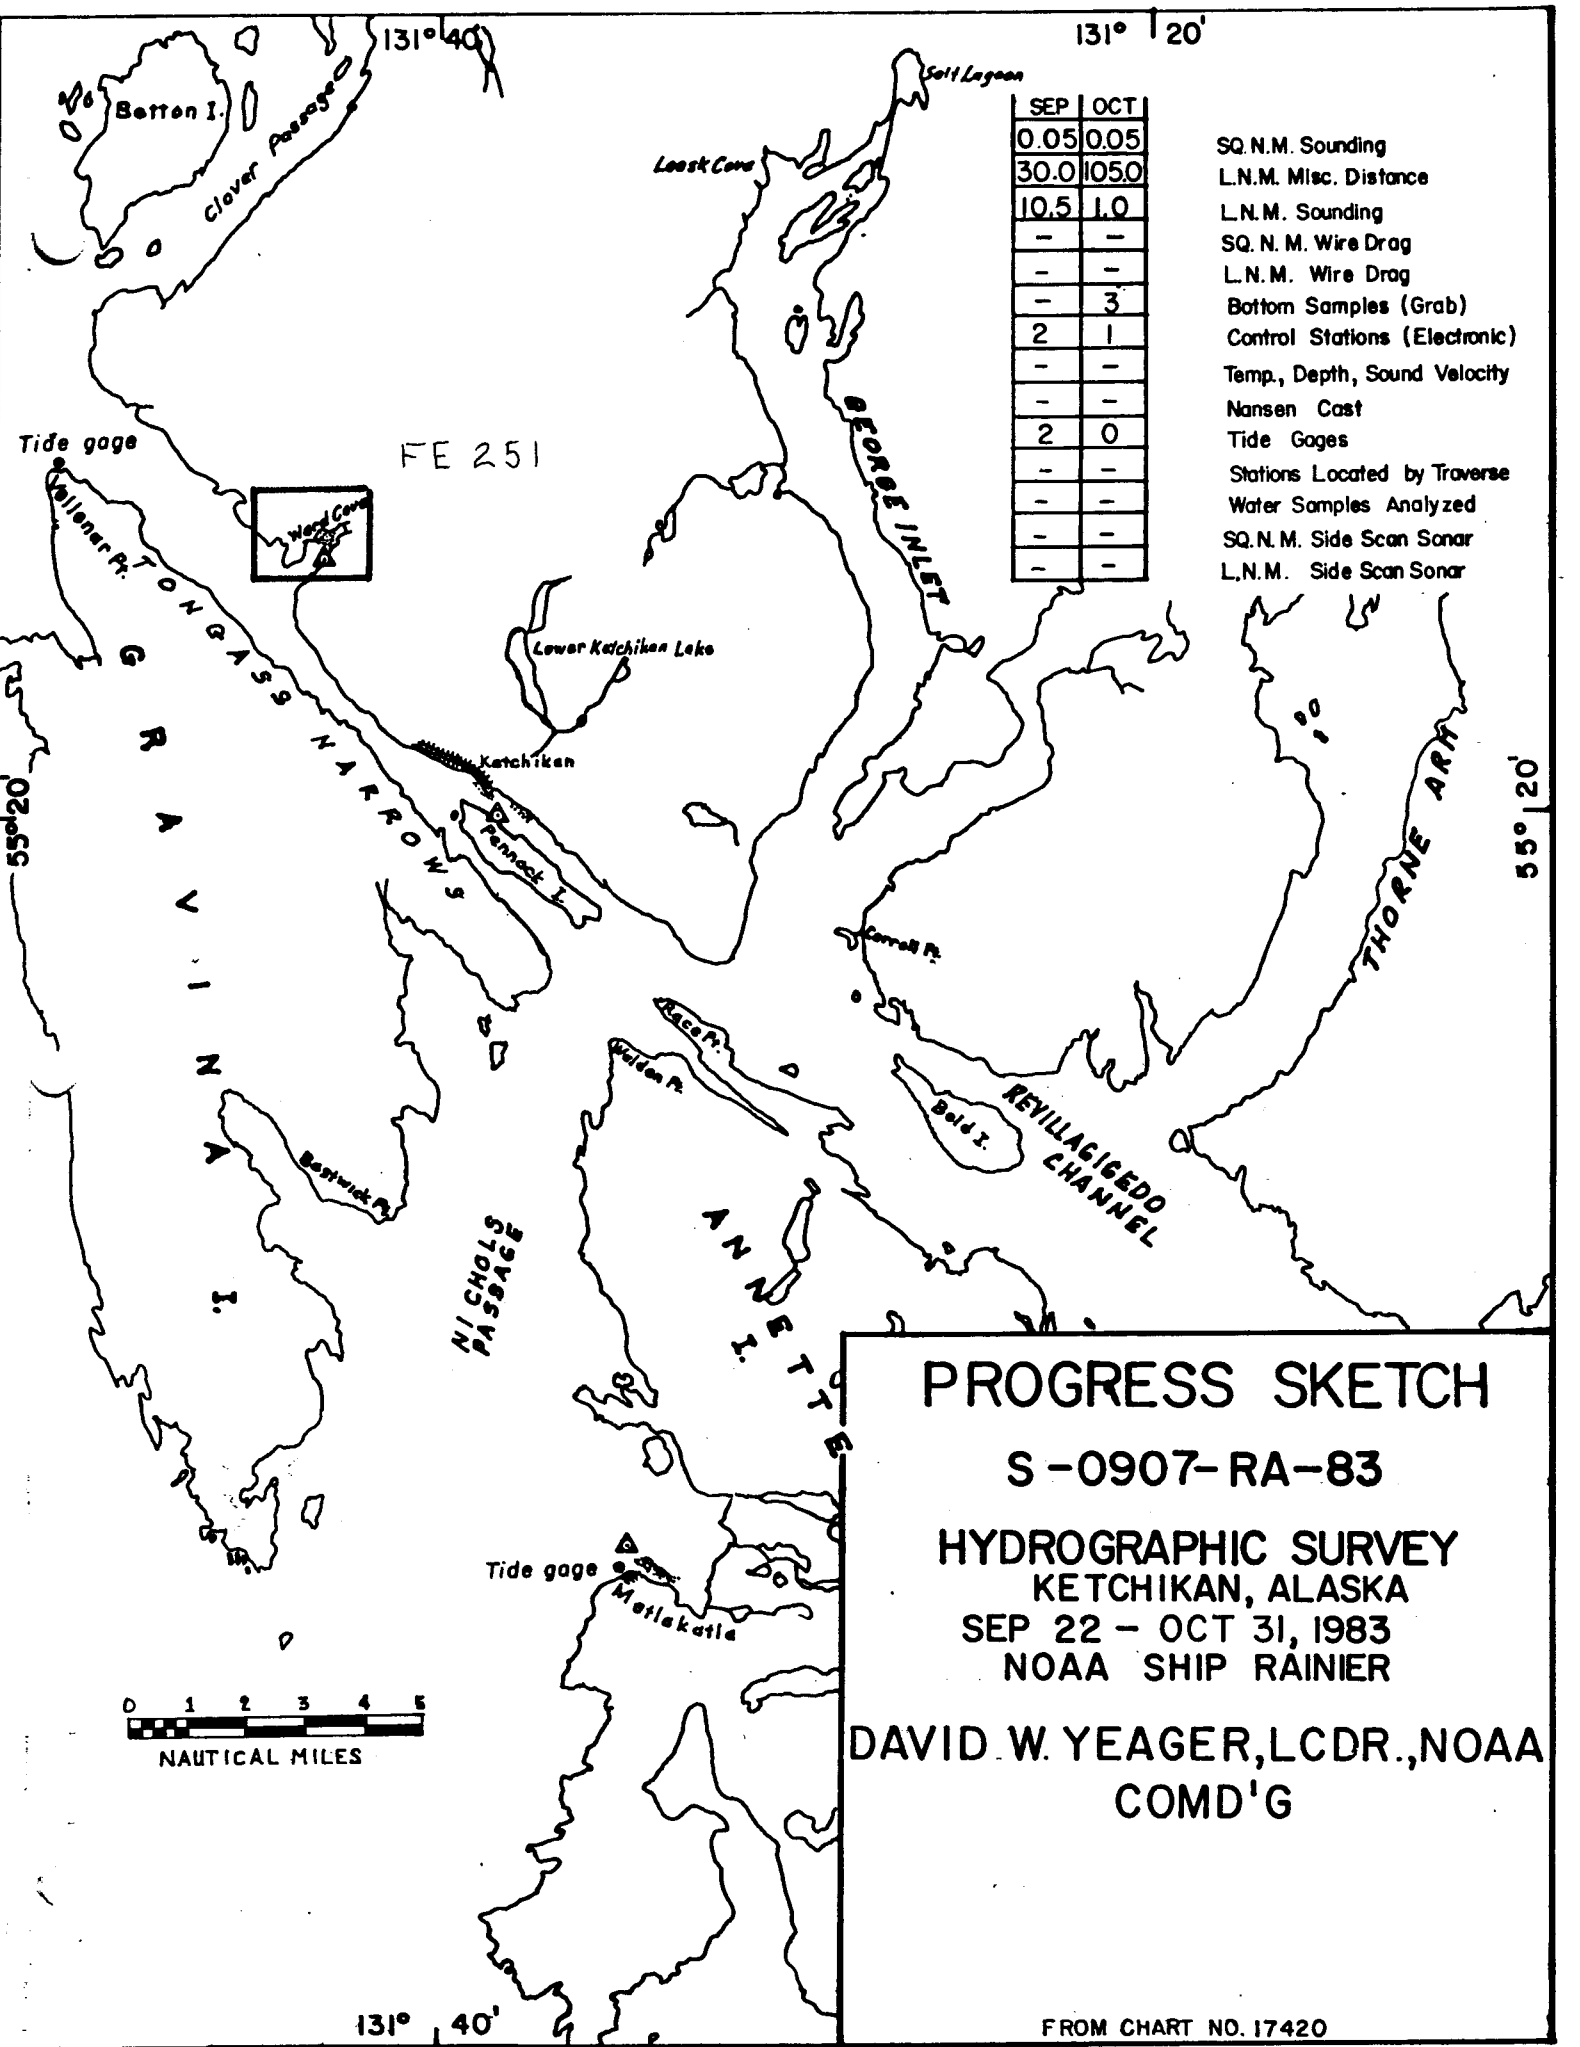 131° 40'
131° 20'
Salt Lagoon
Betton I.
Clover Passage
Leask Cove
SEP OCT
0.05 0.05 SQ. N.M. Sounding
30.0 105.0 L.N.M. Misc. Distance
10.5 1.0 L.N.M. Sounding
- - SQ. N. M. Wire Drag
- - L.N.M. Wire Drag
- 3 Bottom Samples (Grab)
2 1 Control Stations (Electronic)
- - Temp., Depth, Sound Velocity
- - Nansen Cast
2 0 Tide Gages
- - Stations Located by Traverse
- - Water Samples Analyzed
- - SQ. N. M. Side Scan Sonar
- - L.N.M. Side Scan Sonar
GEORGE INLET
Tide gage
FE 251
Vallenar Pt.
Ward Cove
TONGASS NARROWS
Lower Ketchikan Lake
GRAVINA I.
Ketchikan
55° 20'
55° 20'
Pennock I.
THORNE ARM
Carroll Pt.
Race Pt.
Walden Pt.
Bold I.
REVILLAGIGEDO
CHANNEL
Bostwick Pt.
NICHOLS
PASSAGE
ANNETTE
I.
Tide gage
Metlakatla
0 1 2 3 4 5
NAUTICAL MILES
PROGRESS SKETCH
S-0907-RA-83
HYDROGRAPHIC SURVEY
KETCHIKAN, ALASKA
SEP 22 - OCT 31, 1983
NOAA SHIP RAINIER
DAVID W. YEAGER, LCDR., NOAA
COMD'G
FROM CHART NO. 17420
131° 40'